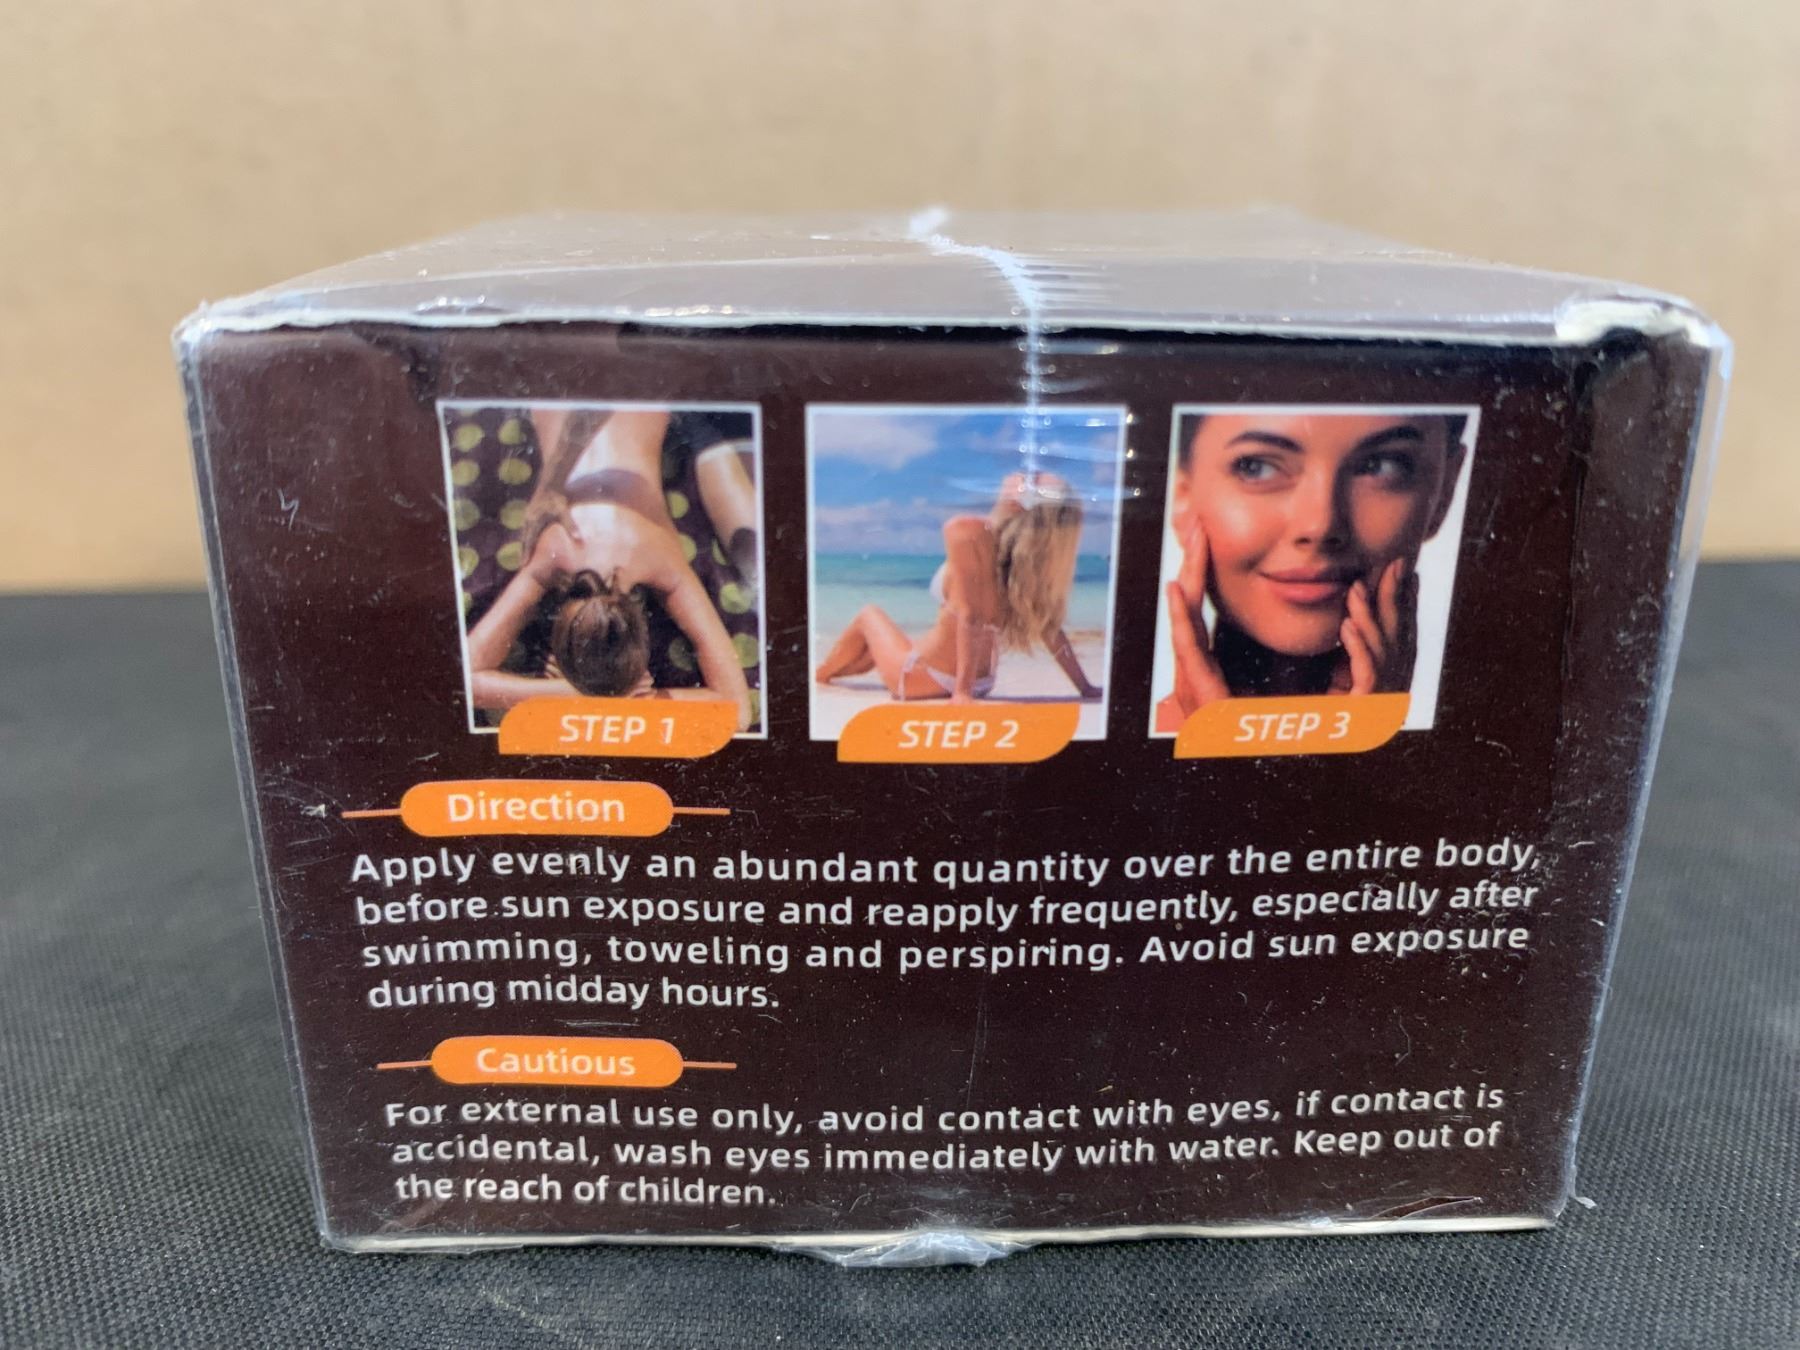 STEP 1
STEP 2
STEP 3
Direction
Apply evenly an abundant quantity over the entire body,
before sun exposure and reapply frequently, especially after
swimming, toweling and perspiring. Avoid sun exposure
during midday hours.
Cautious
For external use only, avoid contact with eyes, if contact is
accidental, wash eyes immediately with water. Keep out of
the reach of children.